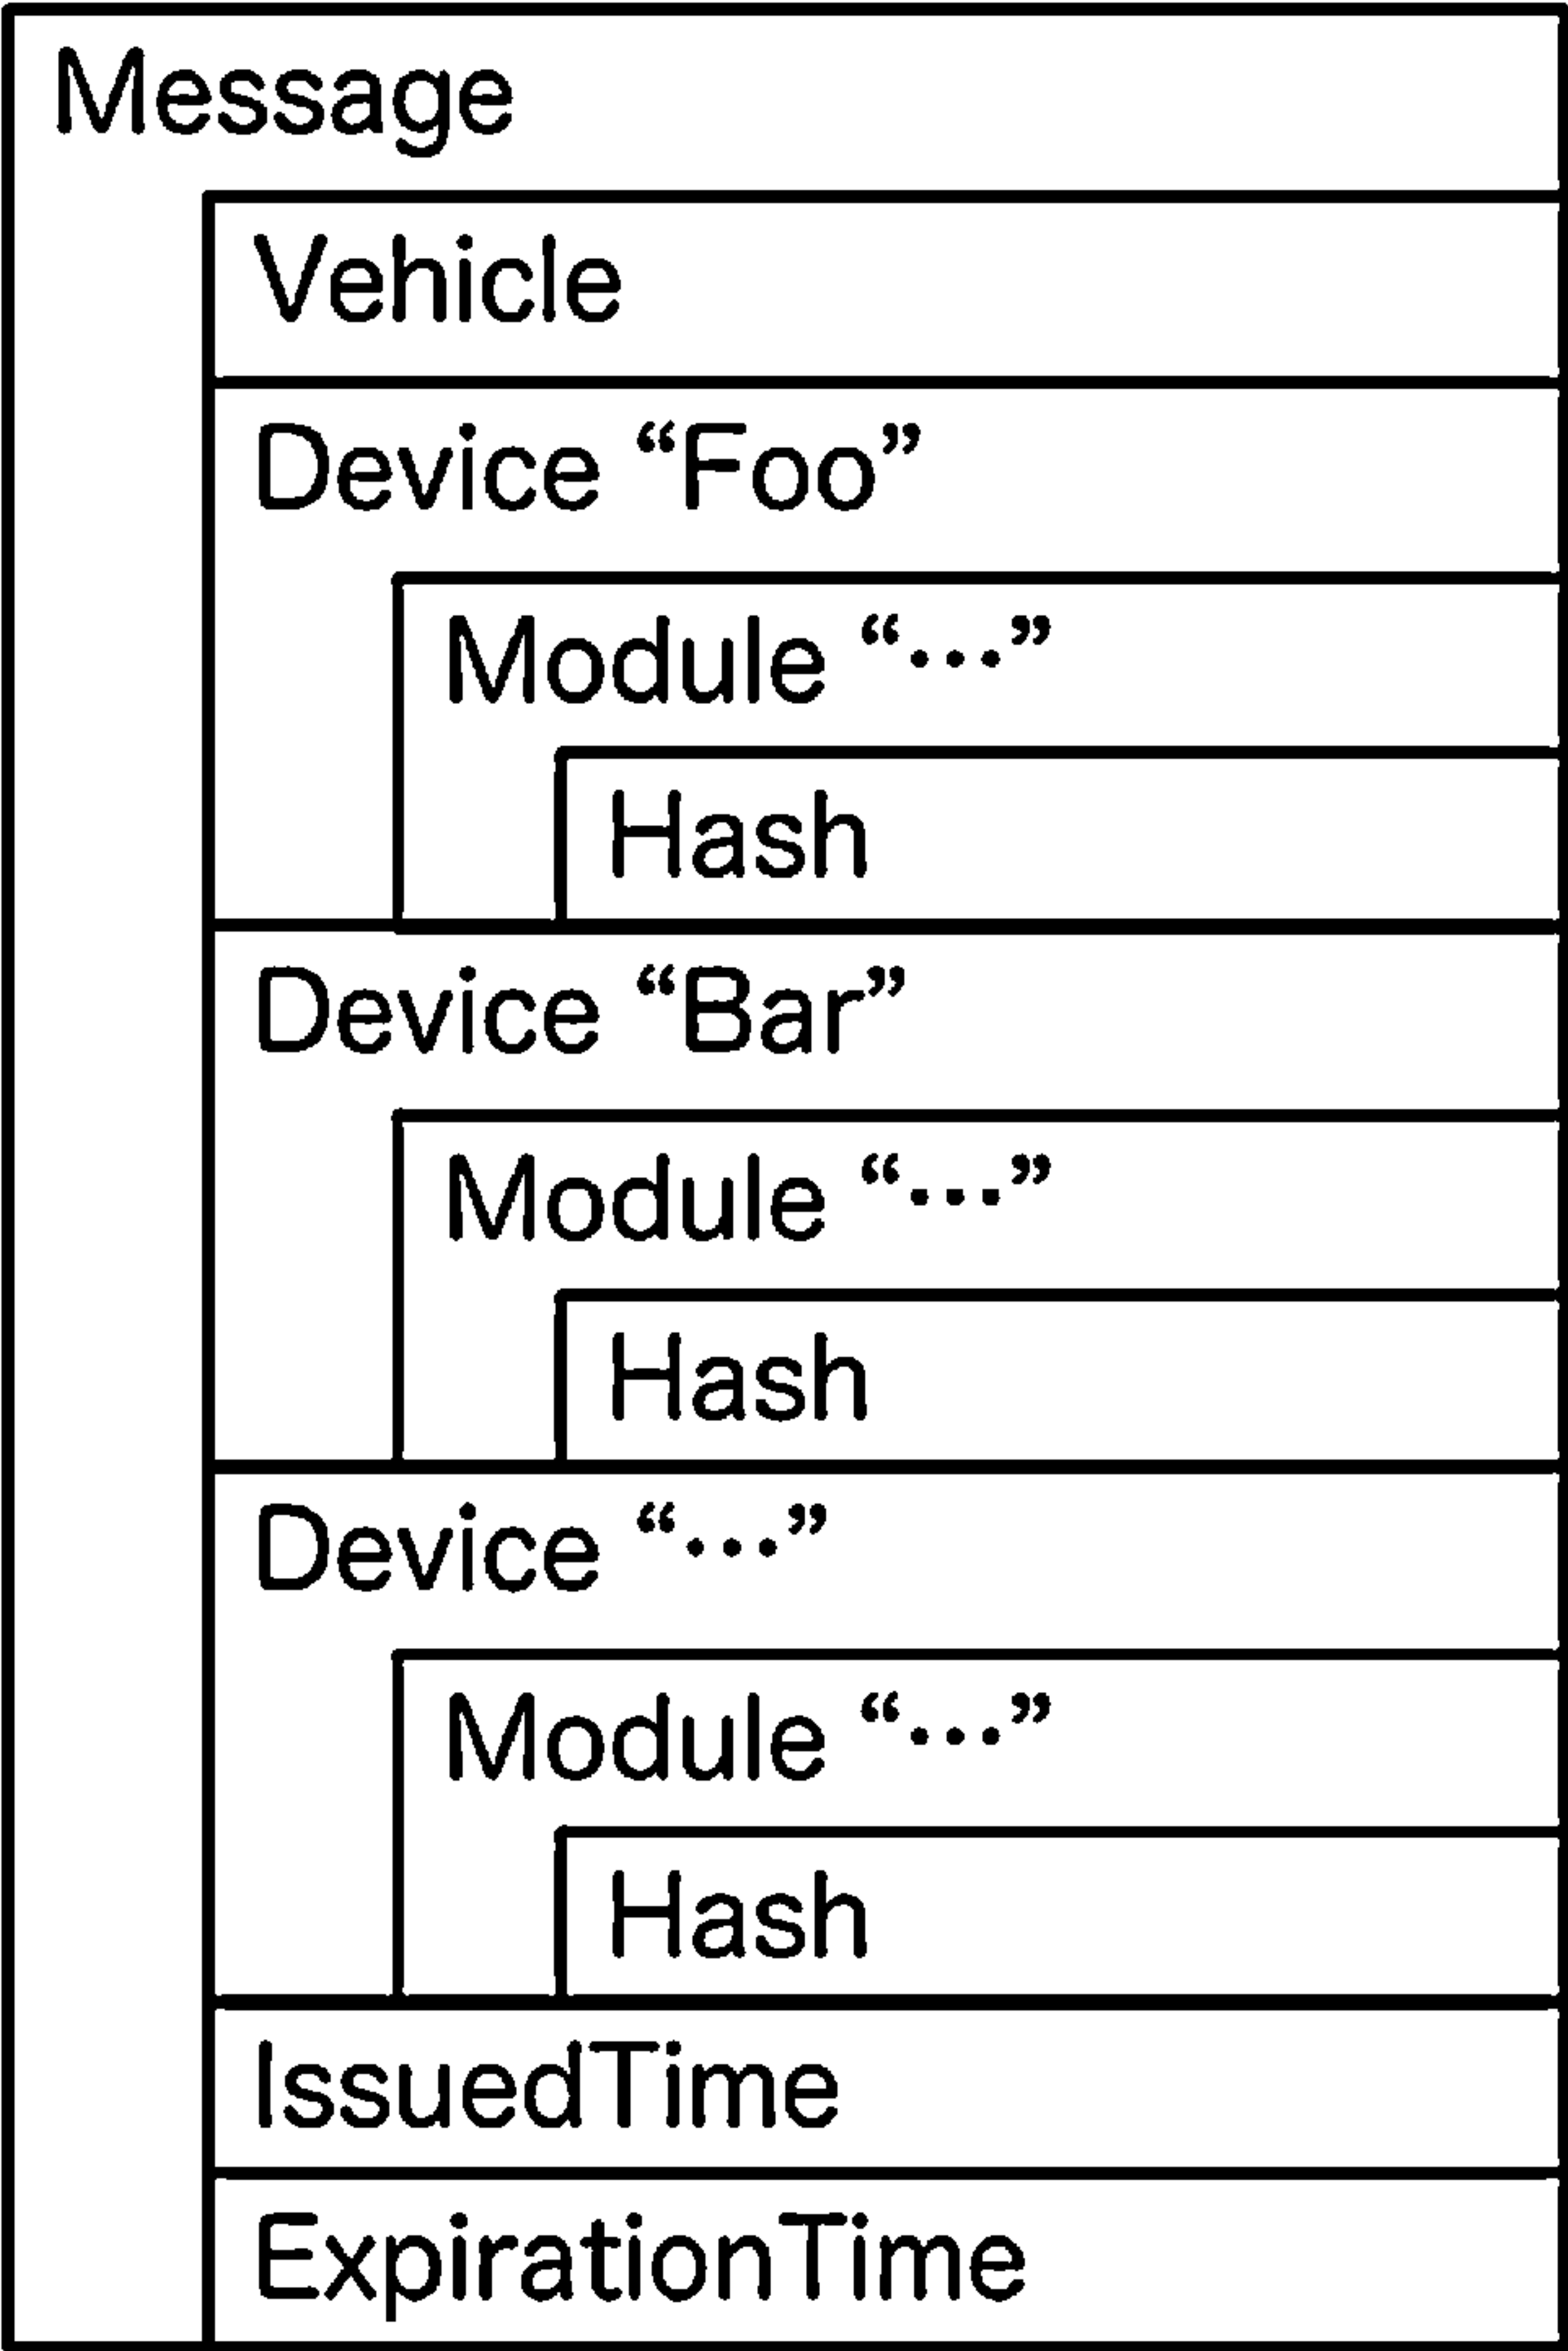 Message
Vehicle
Device “Foo”
Module “···”
Hash
Device “Bar”
Module “···”
Hash
Device “···”
Module “···”
Hash
IssuedTime
ExpirationTime